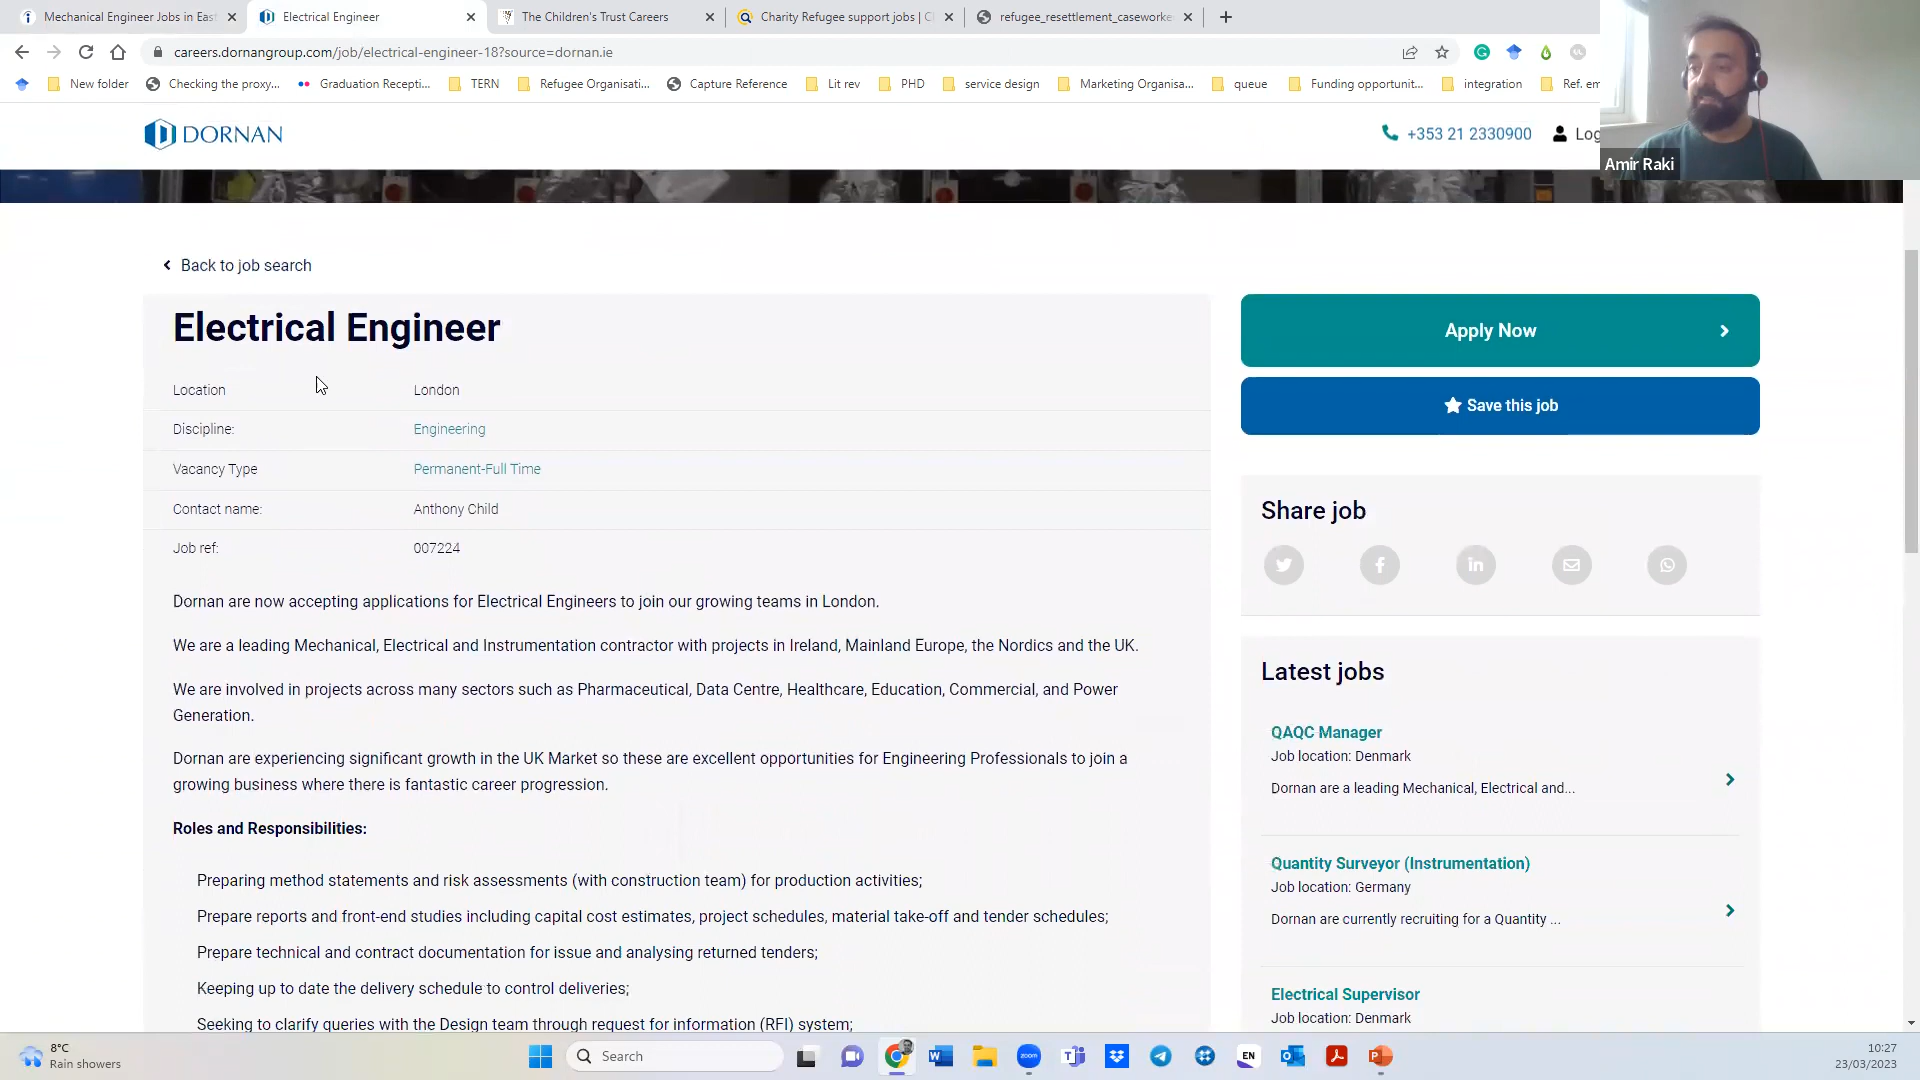 Mechanical Engineer Jobs in East
Electrical Engineer
The Children's Trust Careers
Charity Refugee support jobs | C
refugee_resettlement_caseworke
careers.dornangroup.com/job/electrical-engineer-18?source=dornan.ie
New folder
Checking the proxy...
Graduation Recepti...
TERN
Refugee Organisati...
Capture Reference
Lit rev
PHD
service design
Marketing Organisa...
queue
Funding opportunit...
integration
Ref. em
DORNAN
+353 21 2330900
Log
Amir Raki
Back to job search
Electrical Engineer
Location London
Discipline: Engineering
Vacancy Type Permanent-Full Time
Contact name: Anthony Child
Job ref: 007224
Dornan are now accepting applications for Electrical Engineers to join our growing teams in London.
We are a leading Mechanical, Electrical and Instrumentation contractor with projects in Ireland, Mainland Europe, the Nordics and the UK.
We are involved in projects across many sectors such as Pharmaceutical, Data Centre, Healthcare, Education, Commercial, and Power
Generation.
Dornan are experiencing significant growth in the UK Market so these are excellent opportunities for Engineering Professionals to join a
growing business where there is fantastic career progression.
Roles and Responsibilities:
Preparing method statements and risk assessments (with construction team) for production activities;
Prepare reports and front-end studies including capital cost estimates, project schedules, material take-off and tender schedules;
Prepare technical and contract documentation for issue and analysing returned tenders;
Keeping up to date the delivery schedule to control deliveries;
Seeking to clarify queries with the Design team through request for information (RFI) system;
Apply Now
Save this job
Share job
Latest jobs
QAQC Manager
Job location: Denmark
Dornan are a leading Mechanical, Electrical and...
Quantity Surveyor (Instrumentation)
Job location: Germany
Dornan are currently recruiting for a Quantity ...
Electrical Supervisor
Job location: Denmark
8°C
Rain showers
Search
zoom
EN
10:27
23/03/2023